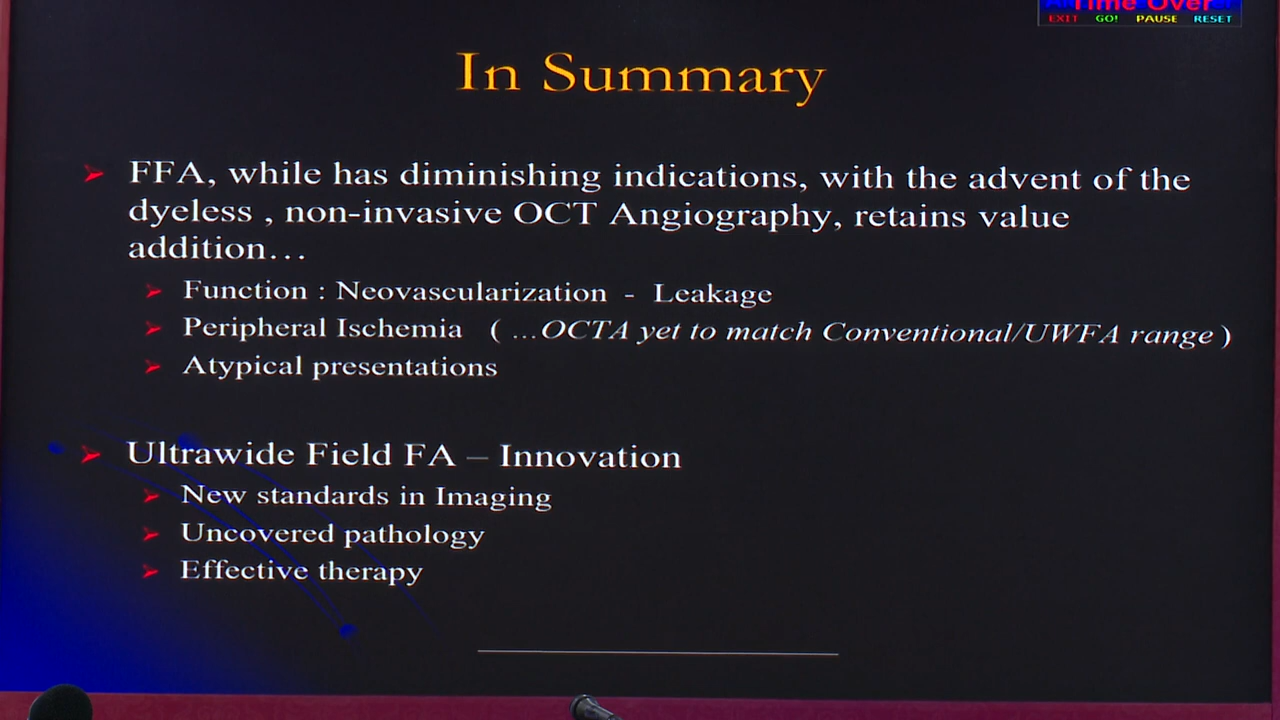 Time Over
EXIT GO! PAUSE RESET
In Summary
FFA, while has diminishing indications, with the advent of the
dyeless , non-invasive OCT Angiography, retains value
addition…
Function : Neovascularization - Leakage
Peripheral Ischemia ( …OCTA yet to match Conventional/UWFA range )
Atypical presentations
Ultrawide Field FA – Innovation
New standards in Imaging
Uncovered pathology
Effective therapy